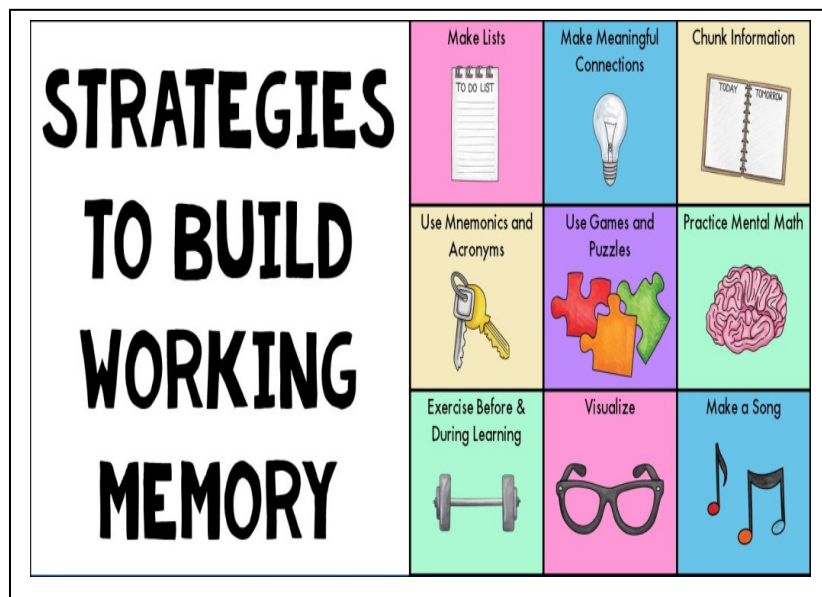 STRATEGIES
TO BUILD
WORKING
MEMORY
Make Lists
TO DO LIST
Make Meaningful
Connections
Chunk Information
TODAY
TOMORROW
Use Mnemonics and
Acronyms
Use Games and
Puzzles
Practice Mental Math
Exercise Before &
During Learning
Visualize
Make a Song